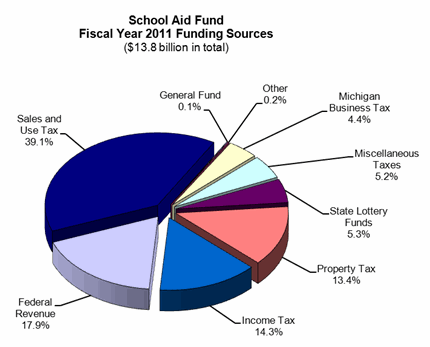 School Aid Fund
Fiscal Year 2011 Funding Sources
($13.8 billion in total)
General Fund
0.1%
Other
0.2%
Michigan
Business Tax
4.4%
Miscellaneous
Taxes
5.2%
State Lottery
Funds
5.3%
Property Tax
13.4%
Income Tax
14.3%
Federal
Revenue
17.9%
Sales and
Use Tax
39.1%